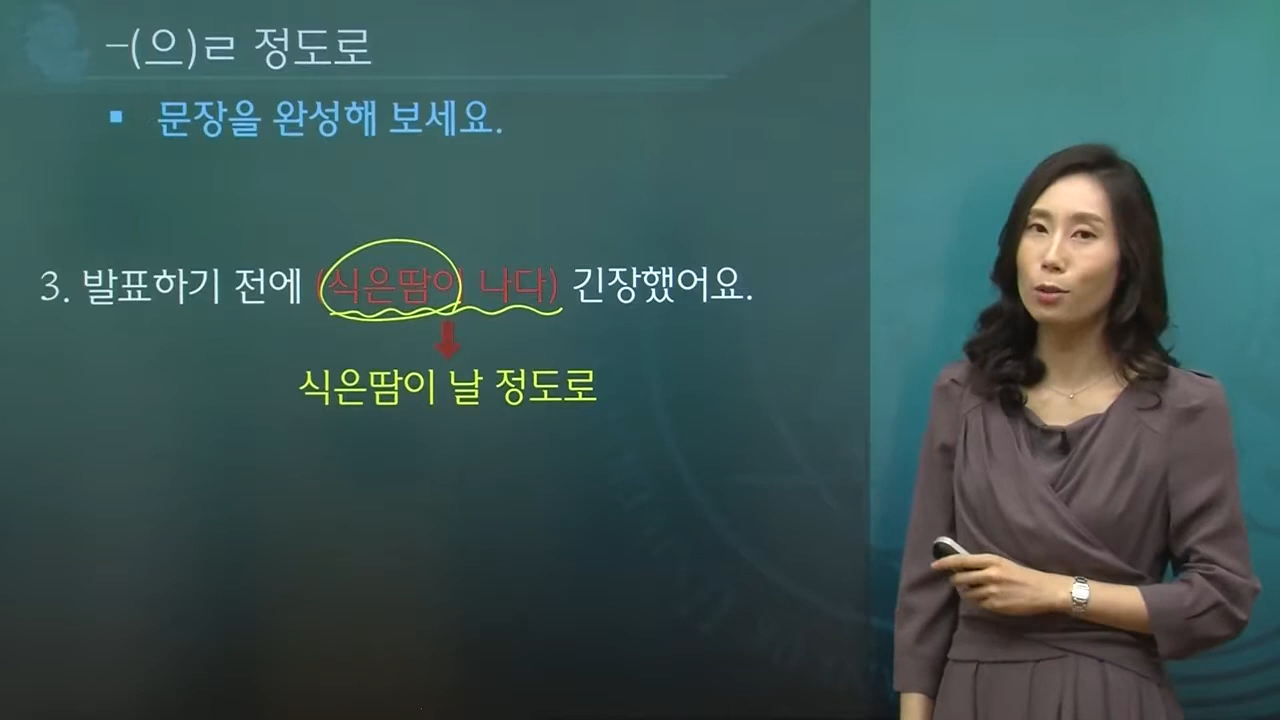 -(으)ㄹ 정도로
▪ 문장을 완성해 보세요.
3. 발표하기 전에 (식은땀이 나다) 긴장했어요.
식은땀이 날 정도로